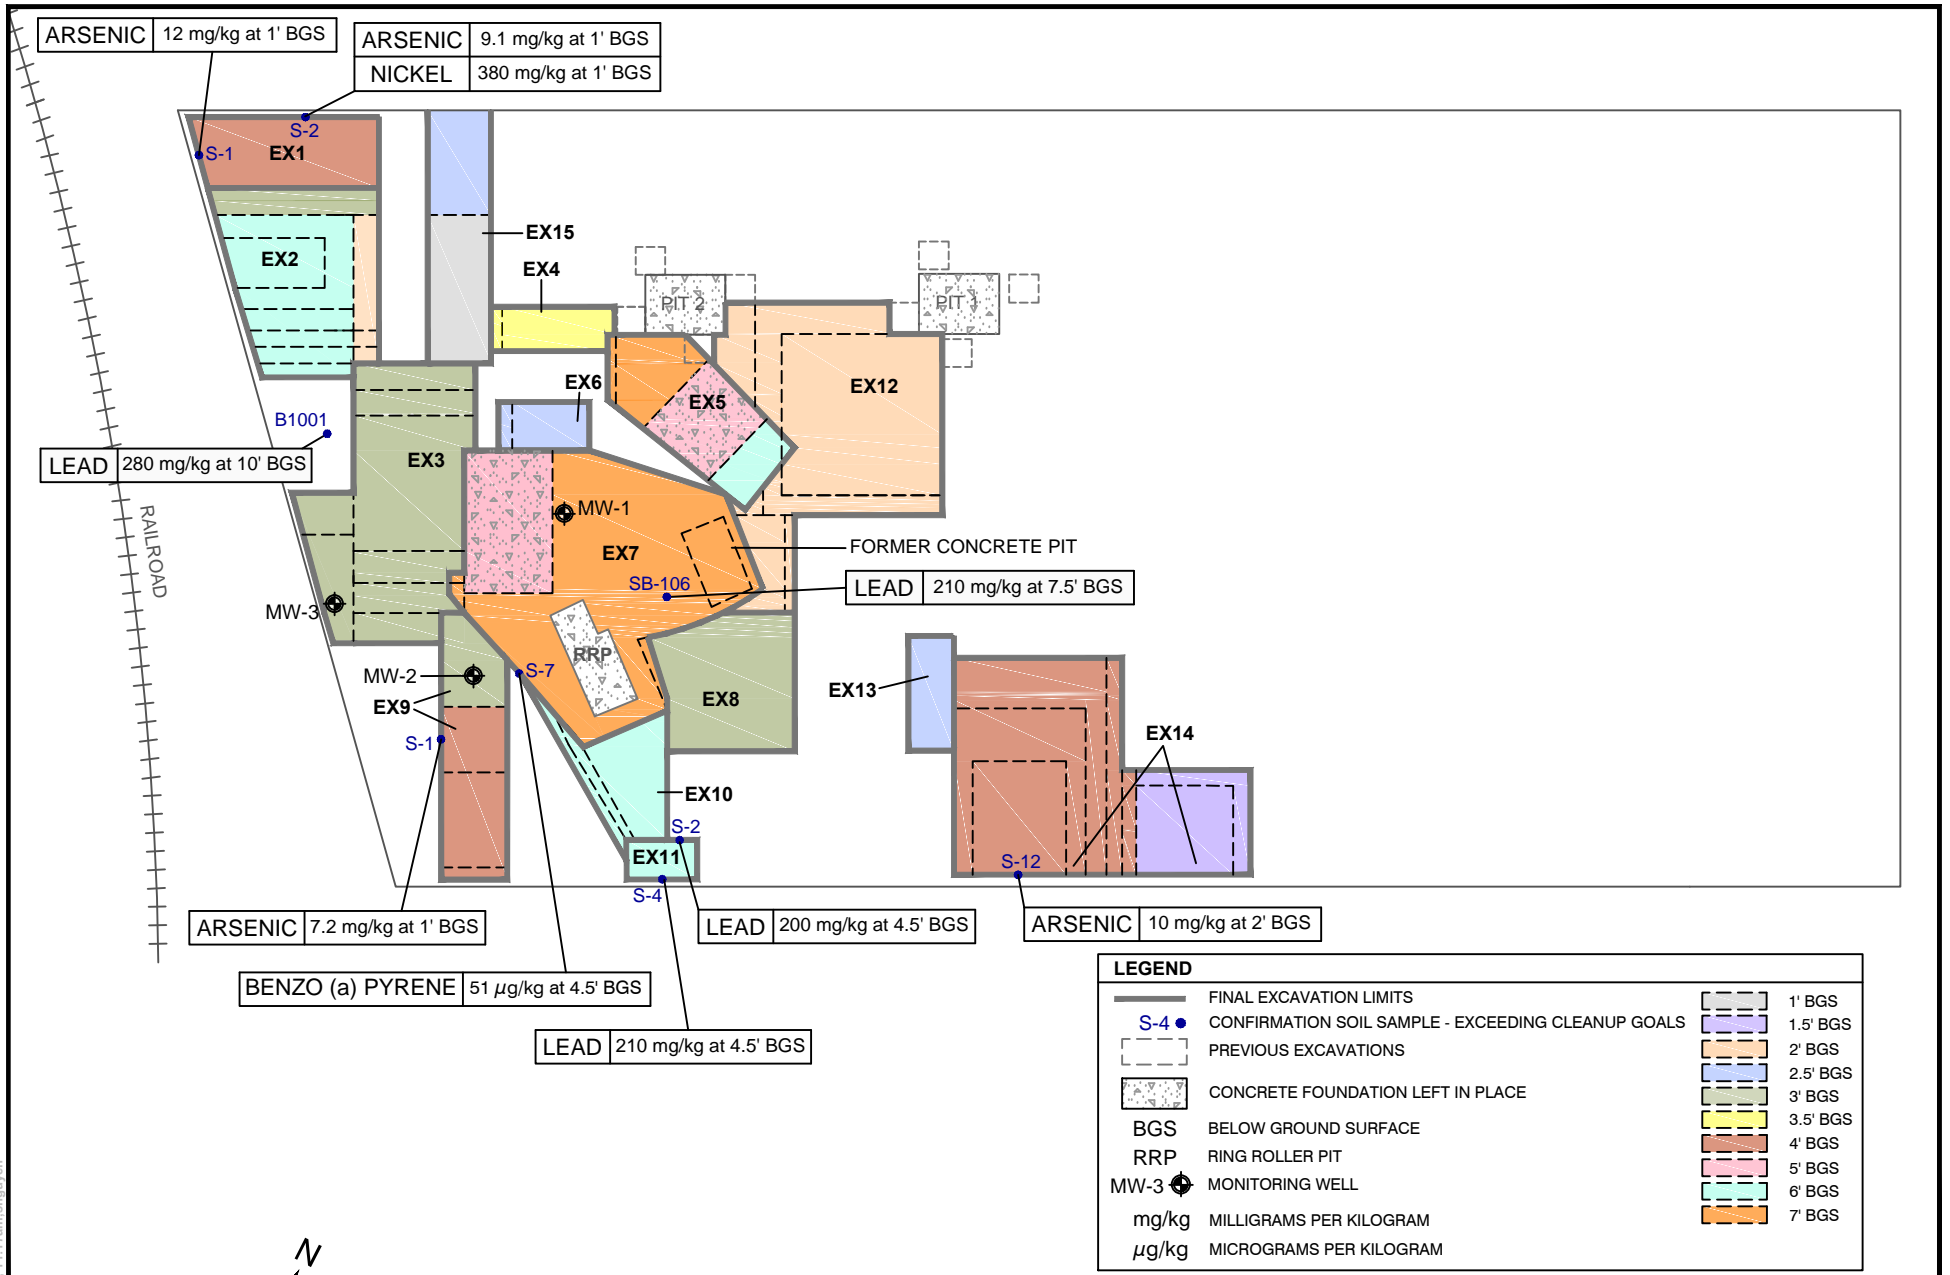 ARSENIC 12 mg/kg at 1' BGS
ARSENIC 9.1 mg/kg at 1' BGS
NICKEL 380 mg/kg at 1' BGS
S-2
S-1
EX1
EX15
EX2
EX4
PIT 2
PIT 1
EX6
EX12
EX5
B1001
EX3
LEAD 280 mg/kg at 10' BGS
RAILROAD
MW-1
EX7
FORMER CONCRETE PIT
SB-106
LEAD 210 mg/kg at 7.5' BGS
MW-3
RRP
S-7
MW-2
EX8
EX13
EX9
S-1
EX14
EX10
S-2
EX11
S-12
S-4
ARSENIC 7.2 mg/kg at 1' BGS
LEAD 200 mg/kg at 4.5' BGS
ARSENIC 10 mg/kg at 2' BGS
BENZO (a) PYRENE 51 µg/kg at 4.5' BGS
LEAD 210 mg/kg at 4.5' BGS
LEGEND
FINAL EXCAVATION LIMITS
S-4 CONFIRMATION SOIL SAMPLE - EXCEEDING CLEANUP GOALS
PREVIOUS EXCAVATIONS
CONCRETE FOUNDATION LEFT IN PLACE
BGS BELOW GROUND SURFACE
RRP RING ROLLER PIT
MW-3 MONITORING WELL
mg/kg MILLIGRAMS PER KILOGRAM
µg/kg MICROGRAMS PER KILOGRAM
1' BGS
1.5' BGS
2' BGS
2.5' BGS
3' BGS
3.5' BGS
4' BGS
5' BGS
6' BGS
7' BGS
N